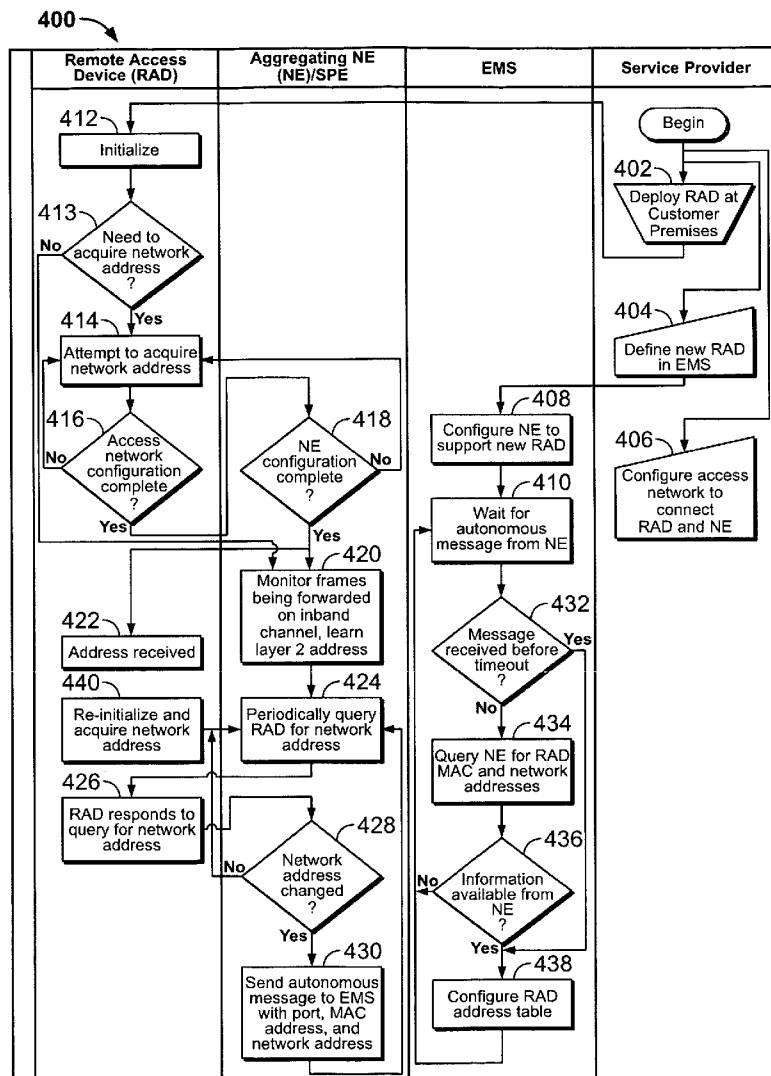 400
Remote Access
Device (RAD)
Aggregating NE
(NE)/SPE
EMS
Service Provider
Begin
402
Deploy RAD at
Customer
Premises
404
Define new RAD
in EMS
406
Configure access
network to
connect
RAD and NE
408
Configure NE to
support new RAD
410
Wait for
autonomous
message from NE
412
Initialize
413
Need to
acquire network
address
?
No
Yes
414
Attempt to acquire
network address
416
Access
network
configuration
complete
?
No
Yes
418
NE
configuration
complete
?
No
Yes
420
Monitor frames
being forwarded
on inband
channel, learn
layer 2 address
422
Address received
440
Re-initialize and
acquire network
address
424
Periodically query
RAD for network
address
426
RAD responds to
query for network
address
428
Network
address
changed
?
No
Yes
430
Send autonomous
message to EMS
with port, MAC
address, and
network address
432
Message
received before
timeout
?
Yes
No
434
Query NE for RAD
MAC and network
addresses
436
Information
available from
NE
?
No
Yes
438
Configure RAD
address table